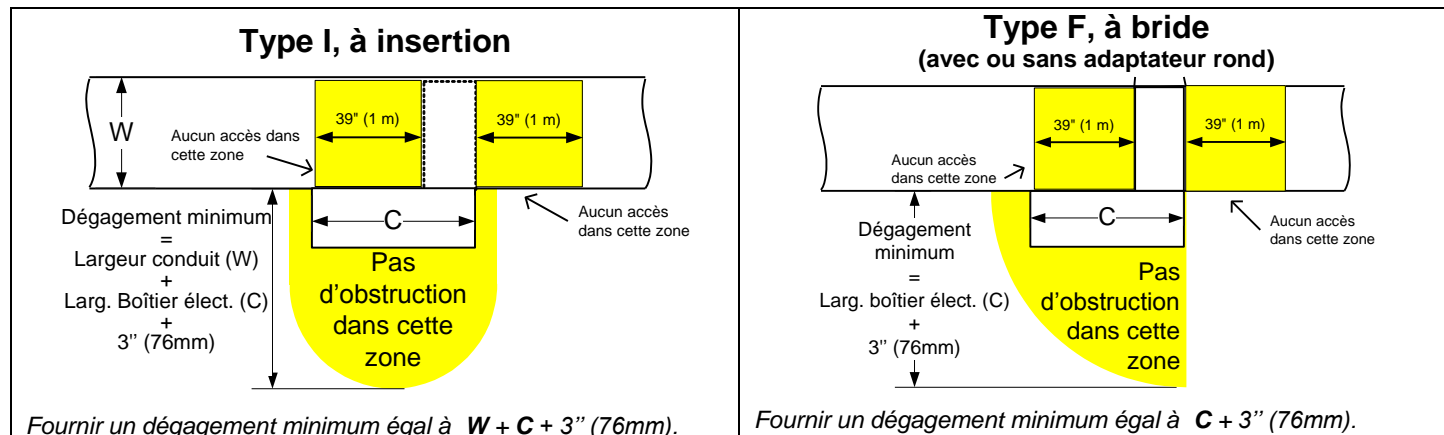 Type I, à insertion
39" (1 m)
39" (1 m)
W
Aucun accès dans
cette zone
C
Aucun accès
dans cette zone
Dégagement minimum
=
Largeur conduit (W)
+
Larg. Boîtier élect. (C)
+
3’’ (76mm)
Pas
d’obstruction
dans cette
zone
Fournir un dégagement minimum égal à W + C + 3’’ (76mm).
Type F, à bride
(avec ou sans adaptateur rond)
39" (1 m)
39" (1 m)
Aucun accès
dans cette zone
C
Aucun accès
dans cette zone
Dégagement
minimum
=
Larg. boîtier élect. (C)
+
3’’ (76mm)
Pas
d’obstruction
dans cette
zone
Fournir un dégagement minimum égal à C + 3’’ (76mm).